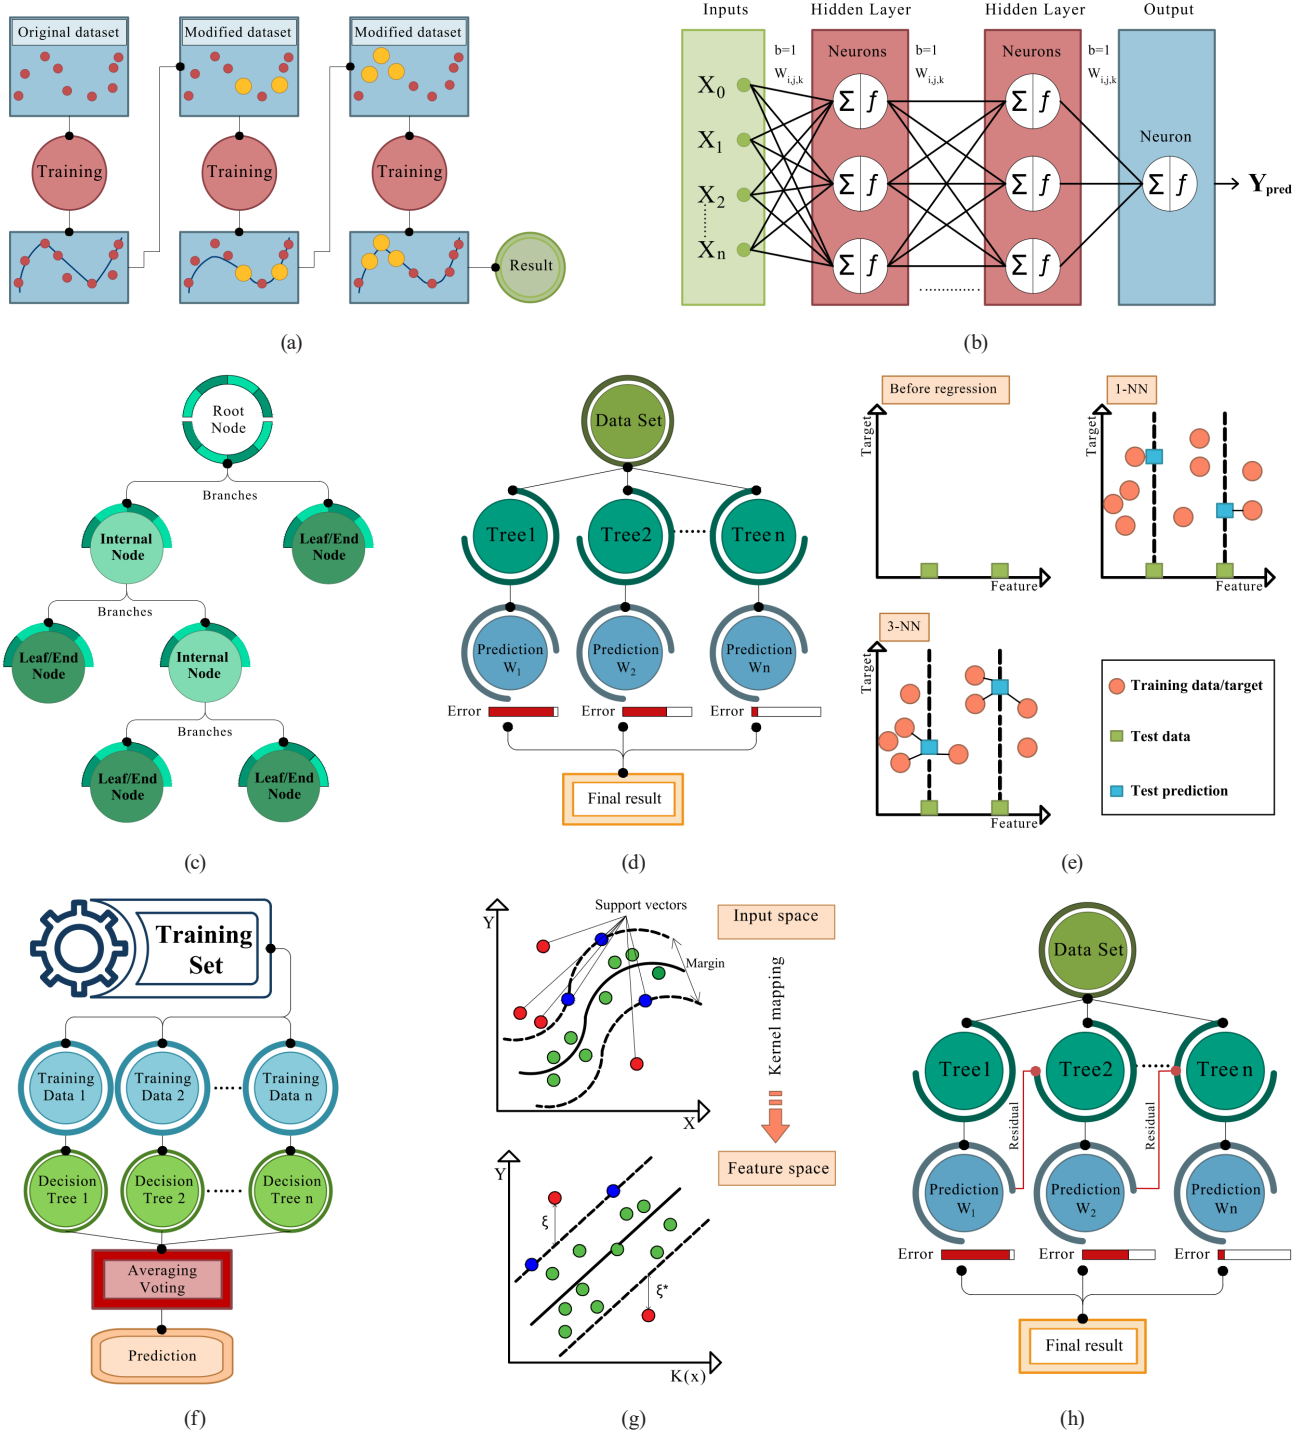 Original dataset
Modified dataset
Modified dataset
Training
Training
Training
Result
(a)
Inputs
Hidden Layer
Hidden Layer
Output
b=1
W i,j,k
Neurons
b=1
W i,j,k
Neurons
b=1
W i,j,k
X0
X1
X2
Xn
Σ f
Σ f
Σ f
Σ f
Σ f
Σ f
Neuron
Σ f
Ypred
(b)
Root
Node
Branches
Internal
Node
Leaf/End
Node
Branches
Leaf/End
Node
Internal
Node
Branches
Leaf/End
Node
Leaf/End
Node
(c)
Data Set
Tree1
Tree2
Tree n
Prediction
W1
Prediction
W2
Prediction
Wn
Error
Error
Error
Final result
(d)
Before regression
Target
Feature
1-NN
Target
Feature
3-NN
Target
Feature
Training data/target
Test data
Test prediction
(e)
Training
Set
Training
Data 1
Training
Data 2
Training
Data n
Decision
Tree 1
Decision
Tree 2
Decision
Tree n
Averaging
Voting
Prediction
(f)
Y
Support vectors
Margin
X
Input space
Kernel mapping
Feature space
Y
ξ
ξ*
K(x)
(g)
Data Set
Tree1
Tree2
Tree n
Residual
Residual
Prediction
W1
Prediction
W2
Prediction
Wn
Error
Error
Error
Final result
(h)